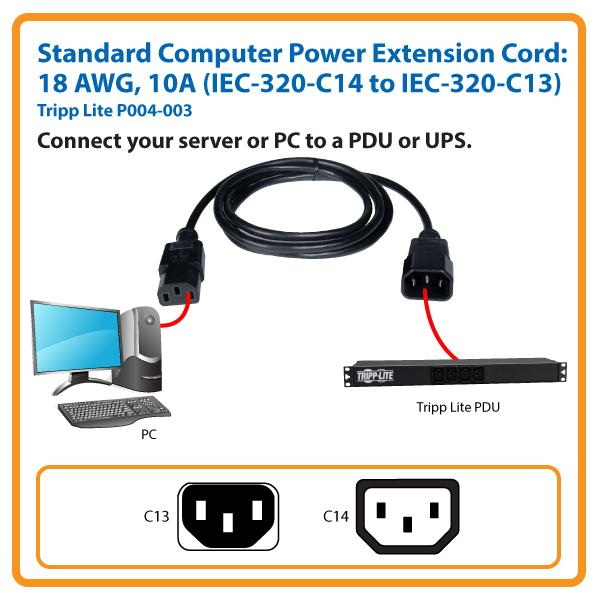 Standard Computer Power Extension Cord:
18 AWG, 10A (IEC-320-C14 to IEC-320-C13)
Tripp Lite P004-003
Connect your server or PC to a PDU or UPS.
TRIPP-LITE
Tripp Lite PDU
PC
C13
C14